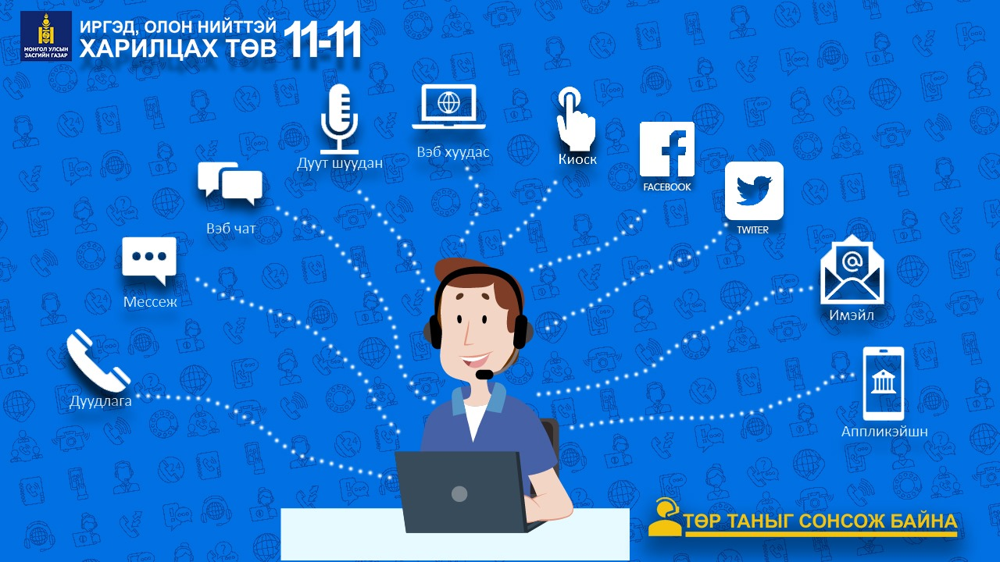 МОНГОЛ УЛСЫН
ЗАСГИЙН ГАЗАР
ИРГЭД, ОЛОН НИЙТТЭЙ
ХАРИЛЦАХ ТӨВ 11-11
Дуут шуудан
Вэб хуудас
Киоск
FACEBOOK
TWITER
Вэб чат
Мессеж
Имэйл
Дуудлага
Аппликэйшн
ТӨР ТАНЫГ СОНСОЖ БАЙНА